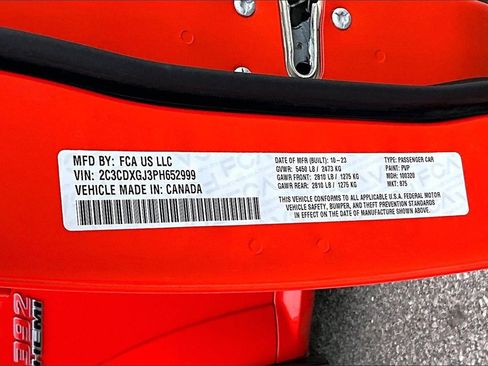 MFD BY: FCA US LLC
VIN: 2C3CDXGJ3PH652999
VEHICLE MADE IN: CANADA
DATE OF MFR (BUILT): 10-23
GVWR: 5450 LB / 2473 KG
GAWR FRONT: 2810 LB / 1275 KG
GAWR REAR: 2810 LB / 1275 KG
TYPE: PASSENGER CAR
PAINT: PVP
MDH: 100320
MKT: 975
THIS VEHICLE CONFORMS TO ALL APPLICABLE U.S.A. FEDERAL MOTOR
VEHICLE SAFETY, BUMPER, AND THEFT PREVENTION STANDARDS
IN EFFECT ON THE DATE OF MANUFACTURE SHOWN ABOVE.
392
HEMI